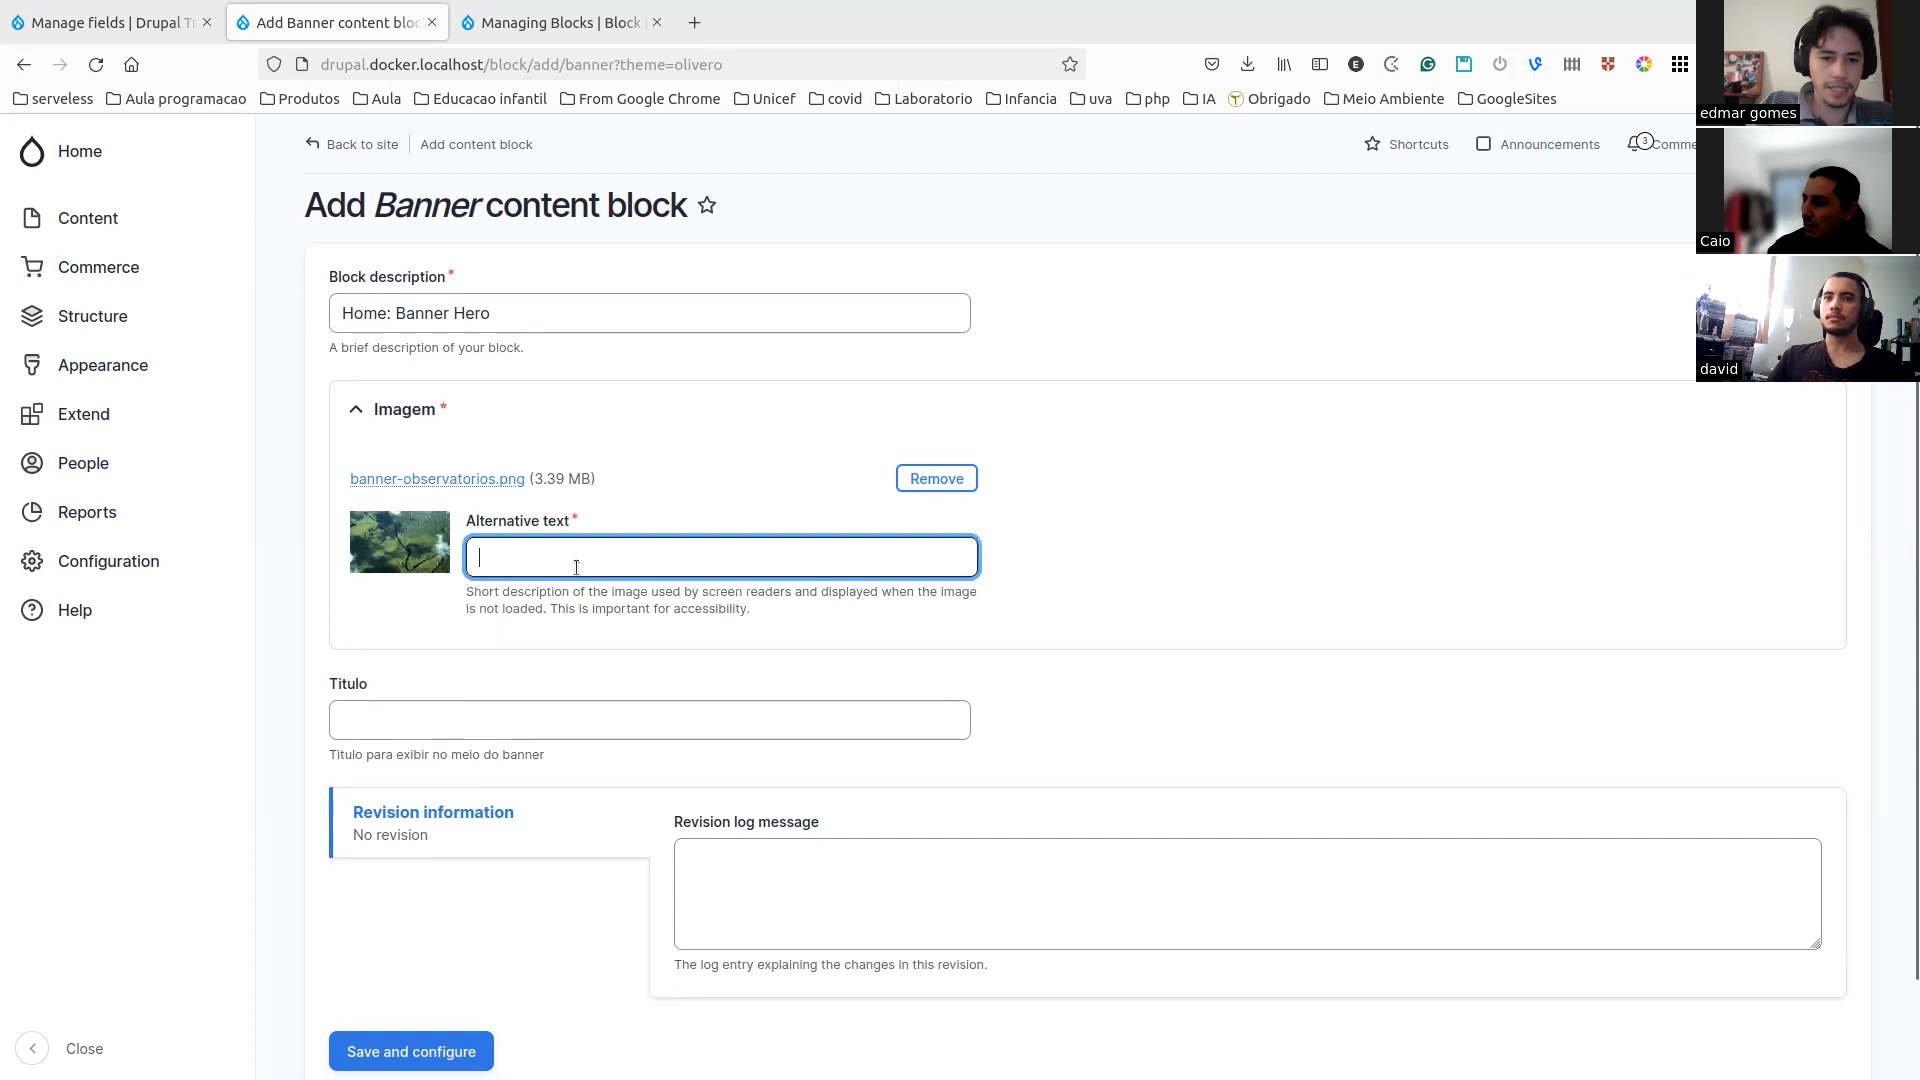 Manage fields | Drupal T
Add Banner content bloc
Managing Blocks | Block
drupal.docker.localhost/block/add/banner?theme=olivero
serveless
Aula programacao
Produtos
Aula
Educacao infantil
From Google Chrome
Unicef
covid
Laboratorio
Infancia
uva
php
IA
Obrigado
Meio Ambiente
GoogleSites
edmar gomes
Caio
david
Home
Content
Commerce
Structure
Appearance
Extend
People
Reports
Configuration
Help
Close
Back to site
Add content block
Shortcuts
Announcements
3
Comme
Add Banner content block
Block description*
Home: Banner Hero
A brief description of your block.
Imagem *
banner-observatorios.png (3.39 MB)
Remove
Alternative text*
Short description of the image used by screen readers and displayed when the image
is not loaded. This is important for accessibility.
Titulo
Titulo para exibir no meio do banner
Revision information
No revision
Revision log message
The log entry explaining the changes in this revision.
Save and configure